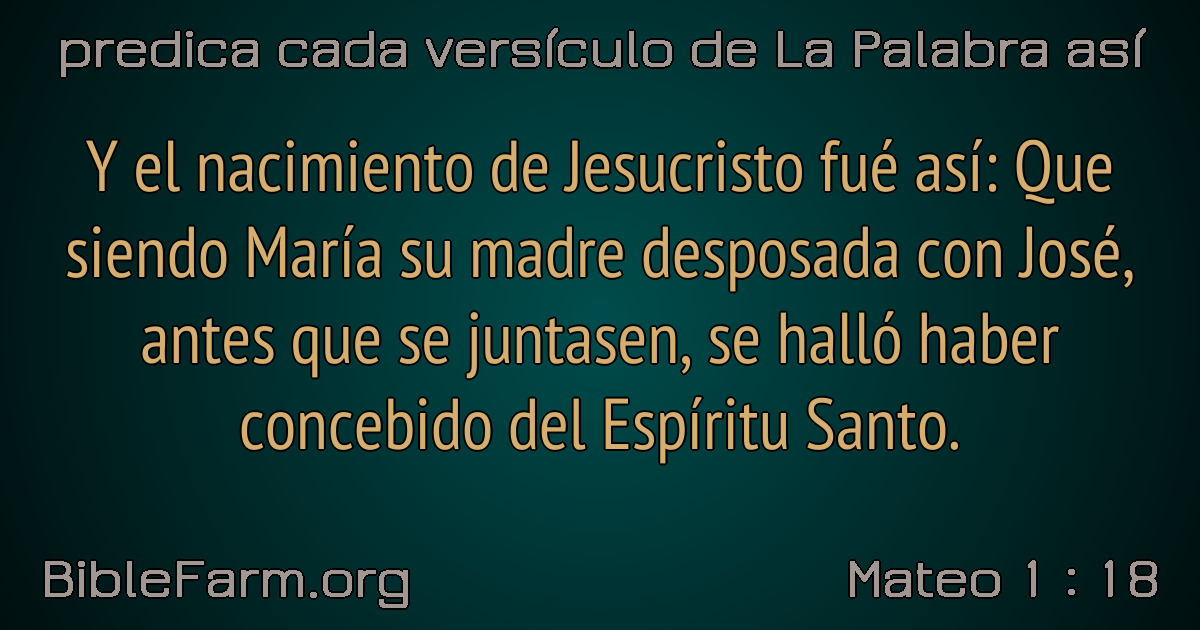 predica cada versículo de La Palabra así
Y el nacimiento de Jesucristo fué así: Que
siendo María su madre desposada con José,
antes que se juntasen, se halló haber
concebido del Espíritu Santo.
BibleFarm.org
Mateo 1 : 18